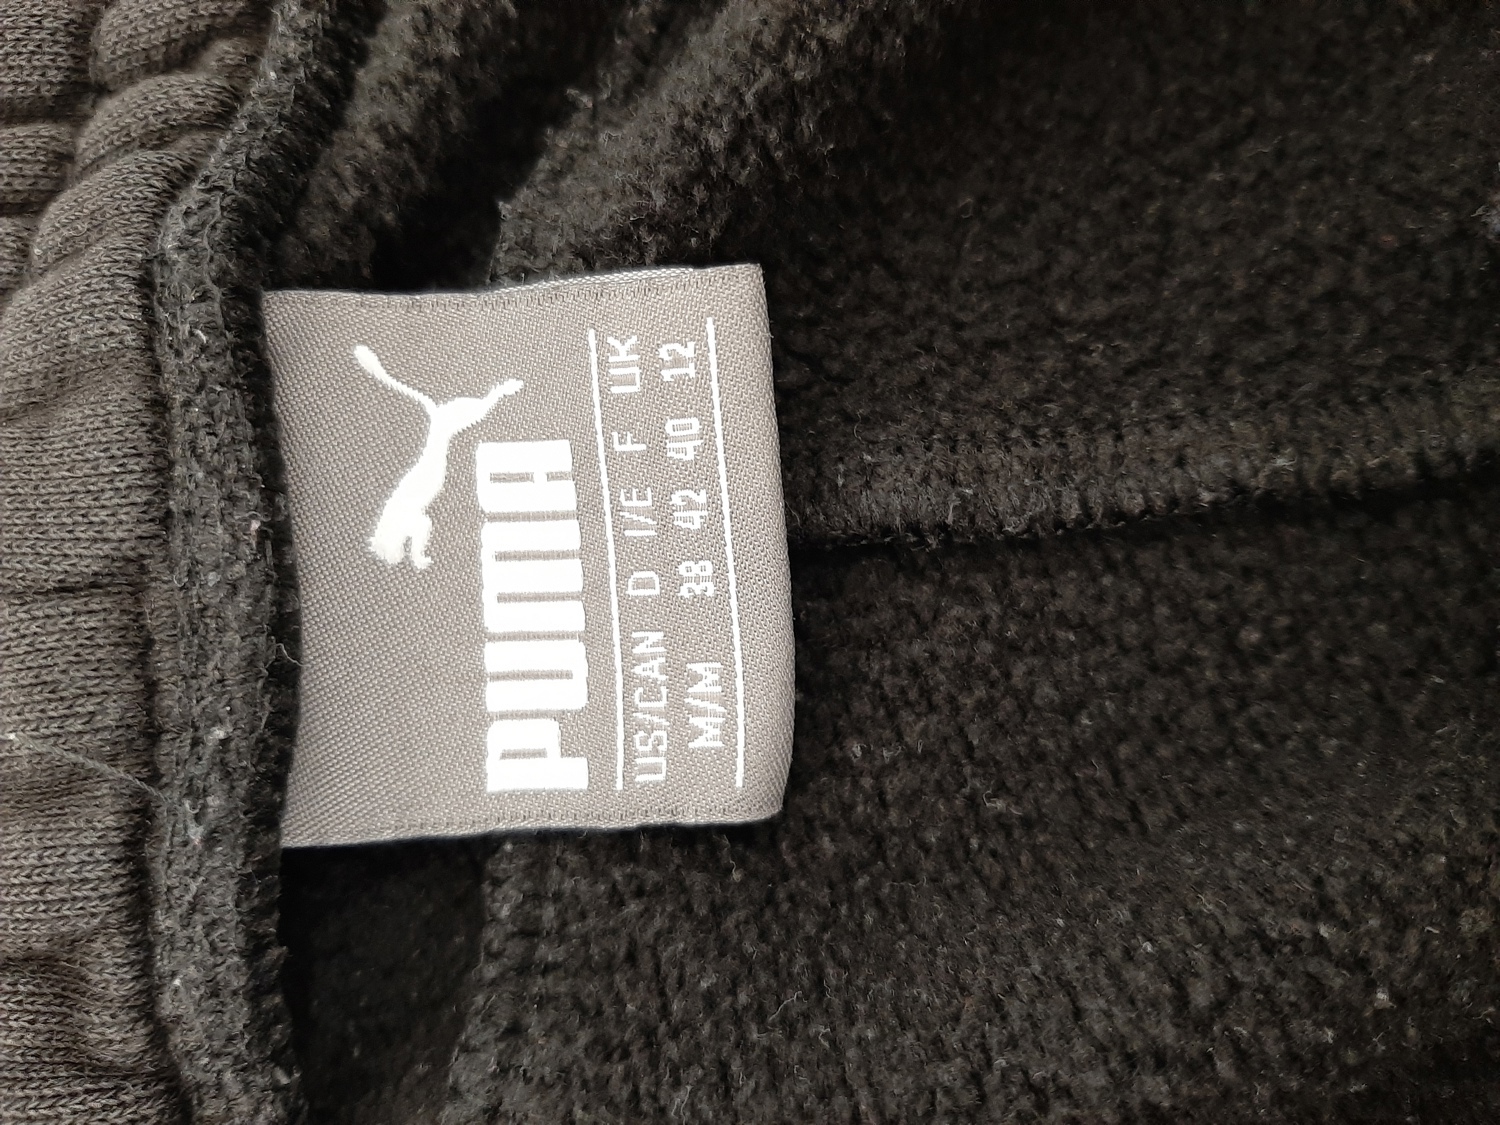 PUMA
US/CAN D I/E F UK
M/M 38 42 40 12